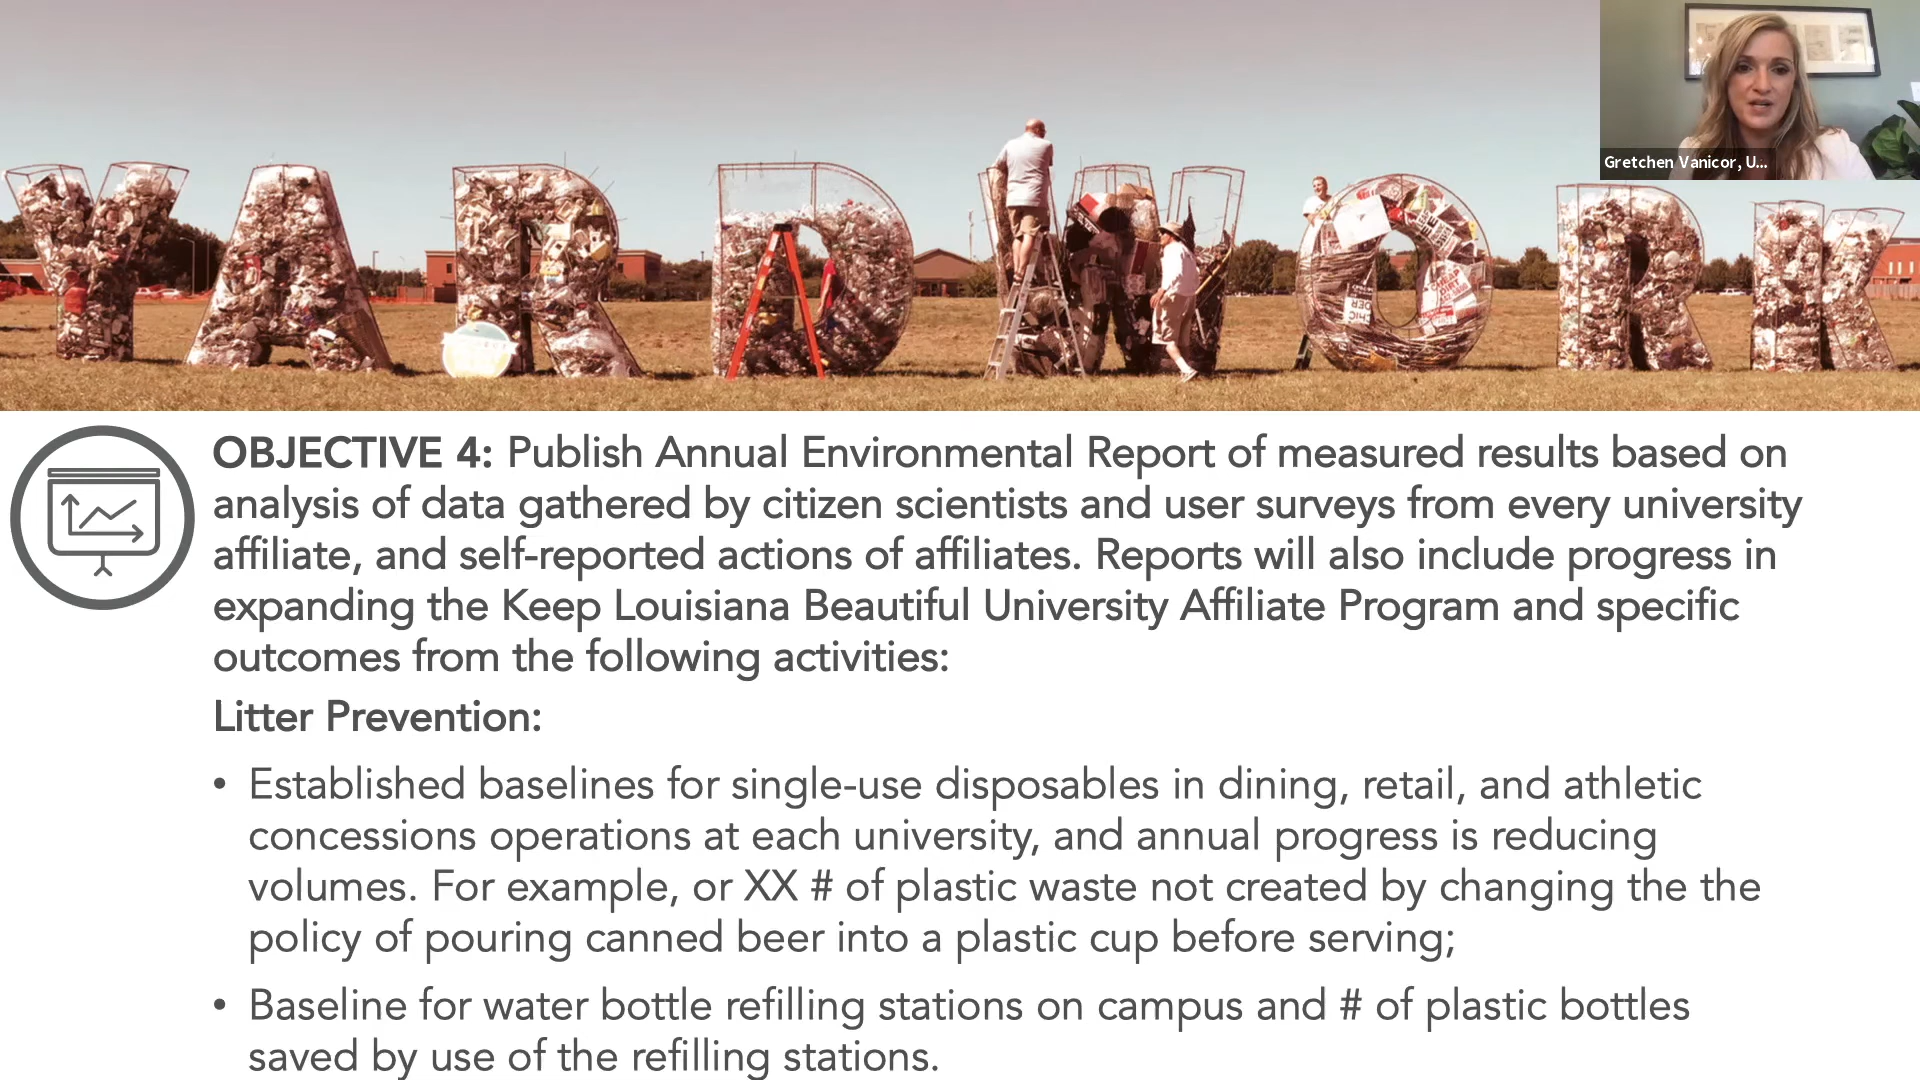 YARDWORK
Gretchen Vanicor, U...
OBJECTIVE 4: Publish Annual Environmental Report of measured results based on
analysis of data gathered by citizen scientists and user surveys from every university
affiliate, and self-reported actions of affiliates. Reports will also include progress in
expanding the Keep Louisiana Beautiful University Affiliate Program and specific
outcomes from the following activities:
Litter Prevention:
• Established baselines for single-use disposables in dining, retail, and athletic
concessions operations at each university, and annual progress is reducing
volumes. For example, or XX # of plastic waste not created by changing the the
policy of pouring canned beer into a plastic cup before serving;
• Baseline for water bottle refilling stations on campus and # of plastic bottles
saved by use of the refilling stations.